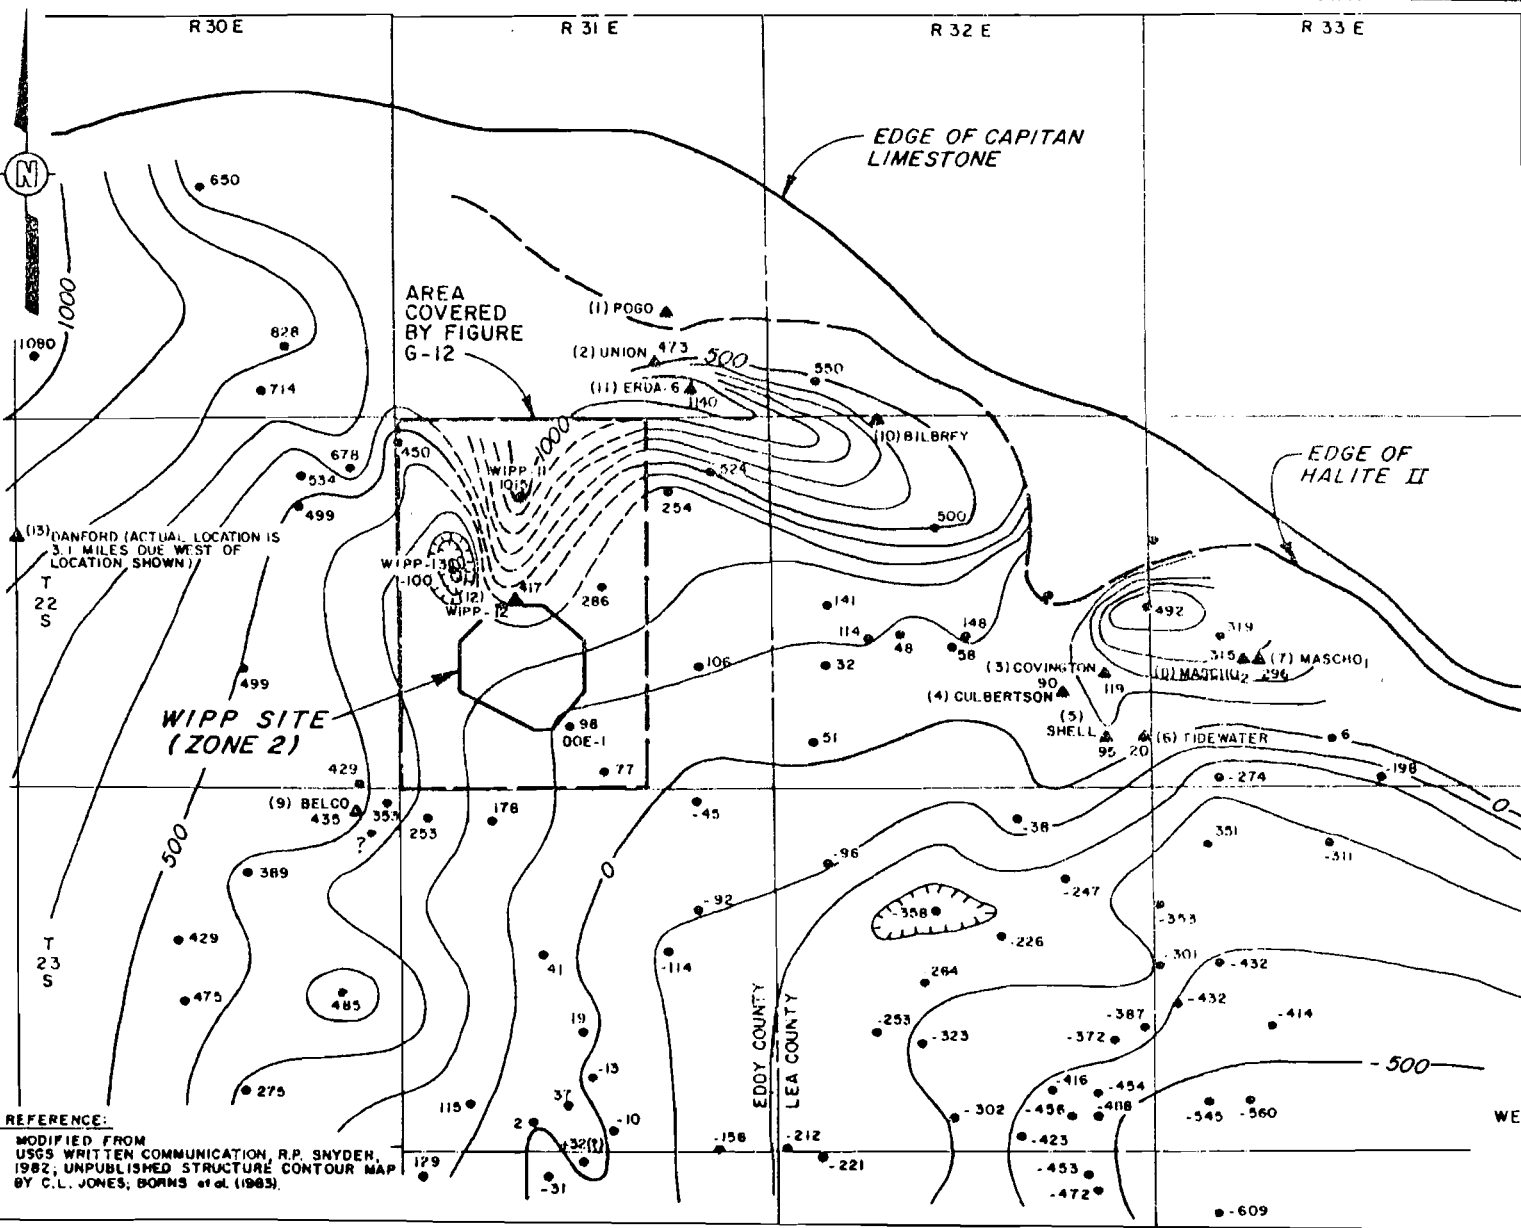 R 30 E
R 31 E
R 32 E
R 33 E
N
EDGE OF CAPITAN
LIMESTONE
650
1000
AREA
COVERED
BY FIGURE
G-12
(1) POGO
828
1080
(2) UNION 473
500
550
714
(11) ERDA-6
1140
(10) BILBREY
1000
450
678
534
WIPP-11
1015
524
EDGE OF
HALITE II
499
254
500
(13) DANFORD (ACTUAL LOCATION IS
3.1 MILES DUE WEST OF
LOCATION SHOWN)
T
22
S
WIPP-13
-100
417
(12)
WIPP-12
286
141
492
114
48
148
58
319
499
106
32
(3) COVINGTON
119
315
(7) MASCHO 1
296
90
(4) CULBERTSON
WIPP SITE
(ZONE 2)
98
DOE-1
51
(5)
SHELL
95
20
(6) TIDEWATER
6
77
429
-274
-198
(9) BELCO
435
353
253
178
-45
-38
0
?
351
-311
500
389
0
-96
-247
-92
-358
-353
429
-226
T
23
S
41
-114
264
-301
-432
475
485
-432
19
-253
-323
-387
-372
-414
EDDY COUNTY
LEA COUNTY
-13
-500
275
115
37
-416
-454
2
-10
-302
-456
-488
-545
-560
WE
+32(?)
-158
-212
-423
129
-31
-221
-453
-472
-609
REFERENCE:
MODIFIED FROM
USGS WRITTEN COMMUNICATION, R.P. SNYDER,
1982; UNPUBLISHED STRUCTURE CONTOUR MAP
BY C.L. JONES; BORNS et al. (1983).